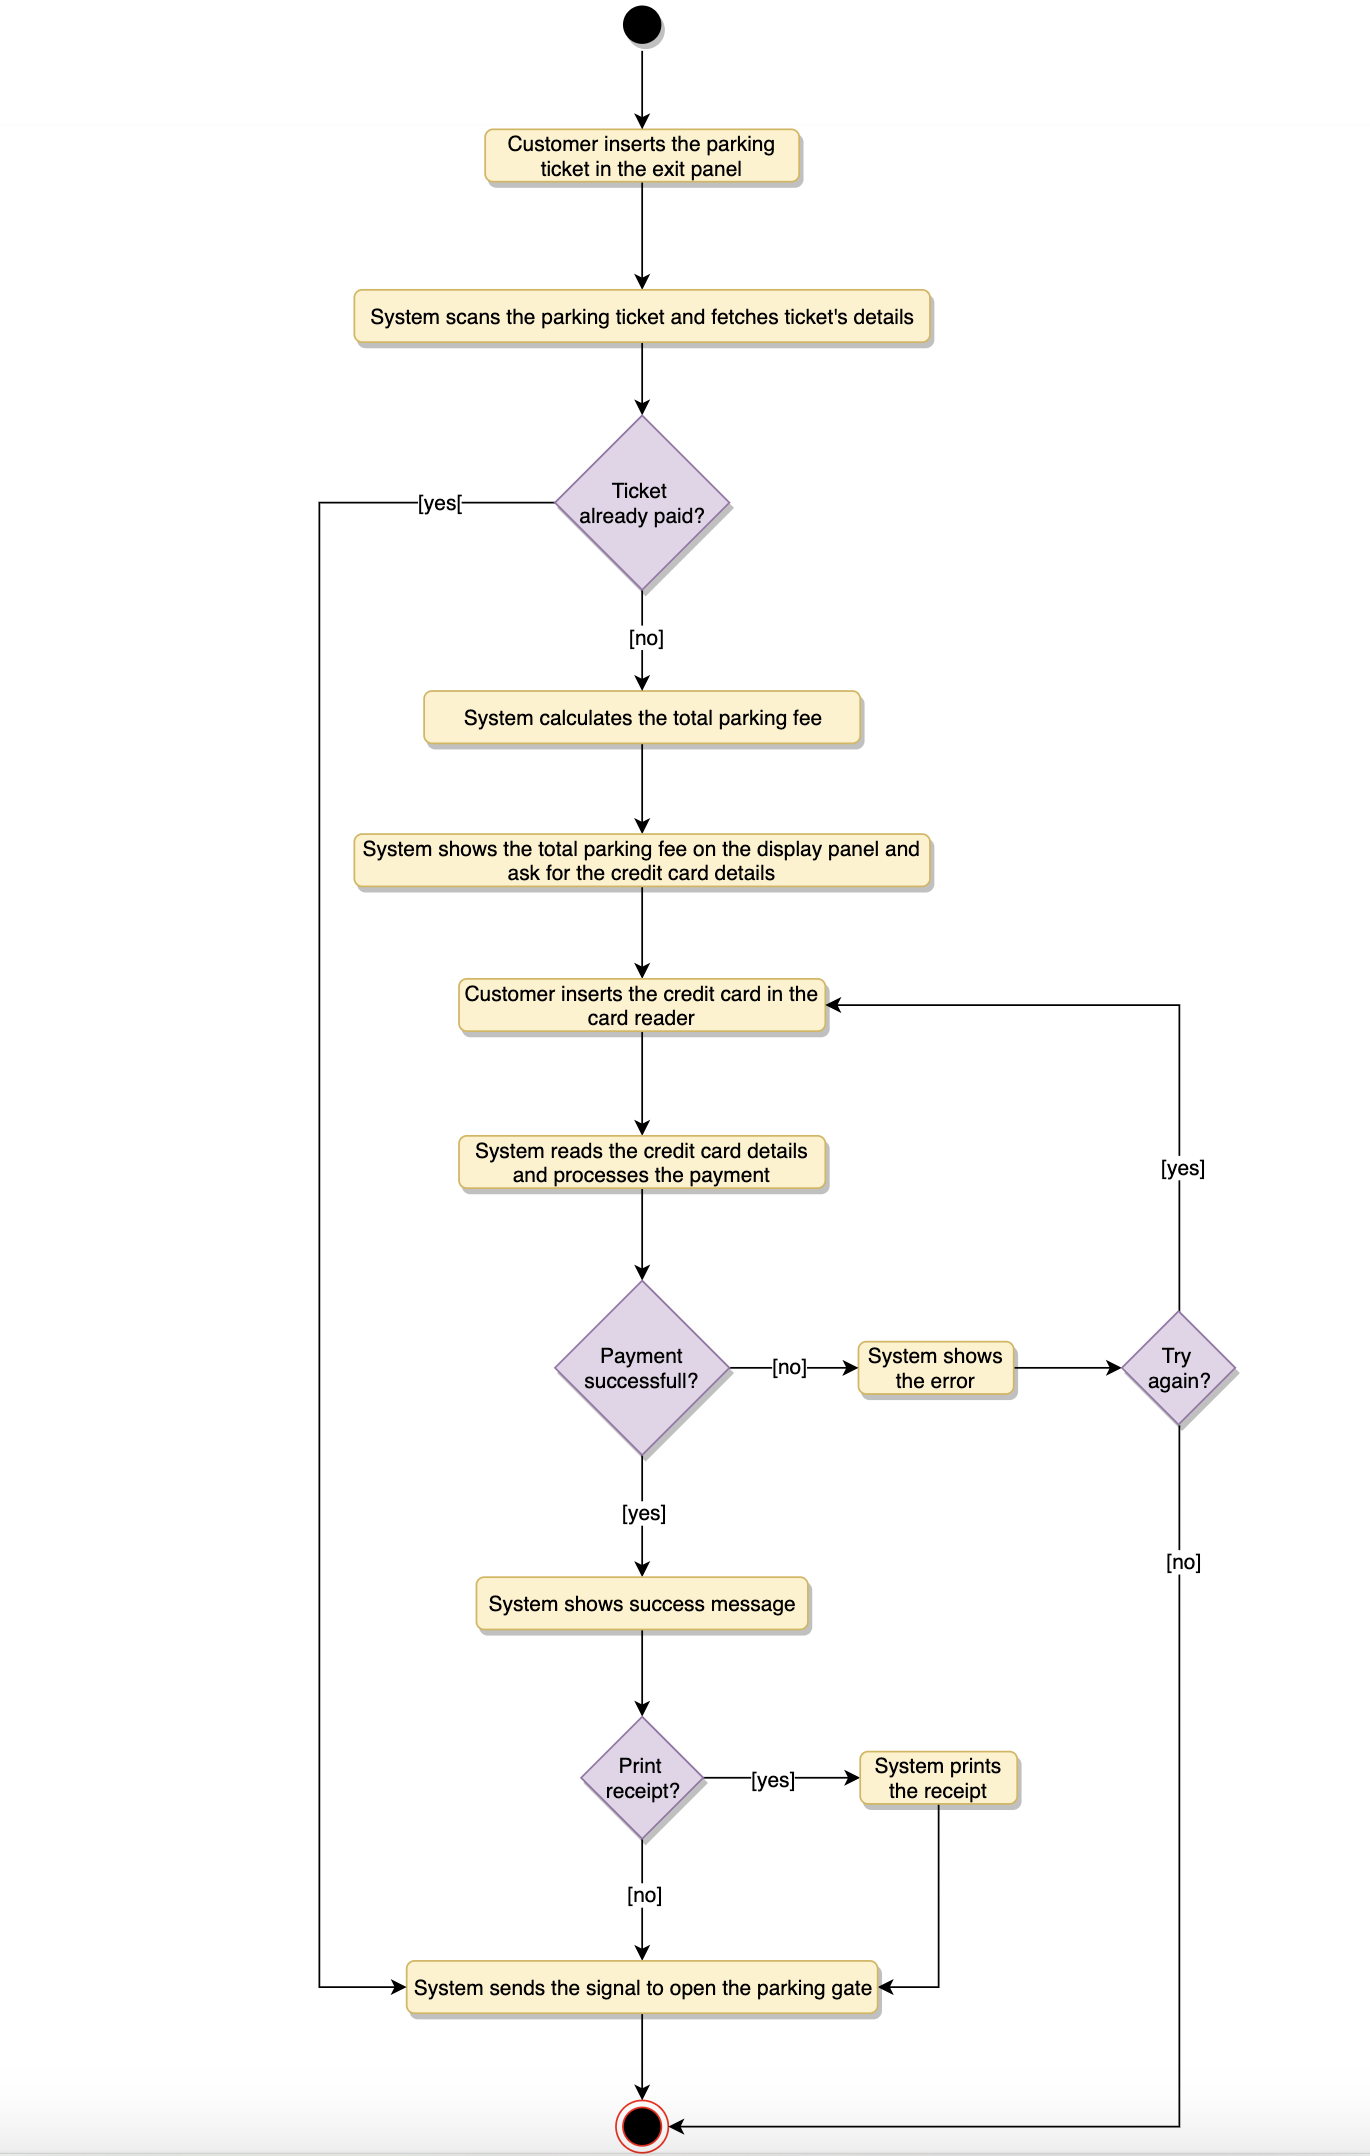 Customer inserts the parking
ticket in the exit panel
System scans the parking ticket and fetches ticket's details
Ticket
already paid?
[yes[
[no]
System calculates the total parking fee
System shows the total parking fee on the display panel and
ask for the credit card details
Customer inserts the credit card in the
card reader
System reads the credit card details
and processes the payment
[yes]
Payment
successfull?
[no]
System shows
the error
Try
again?
[yes]
[no]
System shows success message
Print
receipt?
[yes]
System prints
the receipt
[no]
System sends the signal to open the parking gate